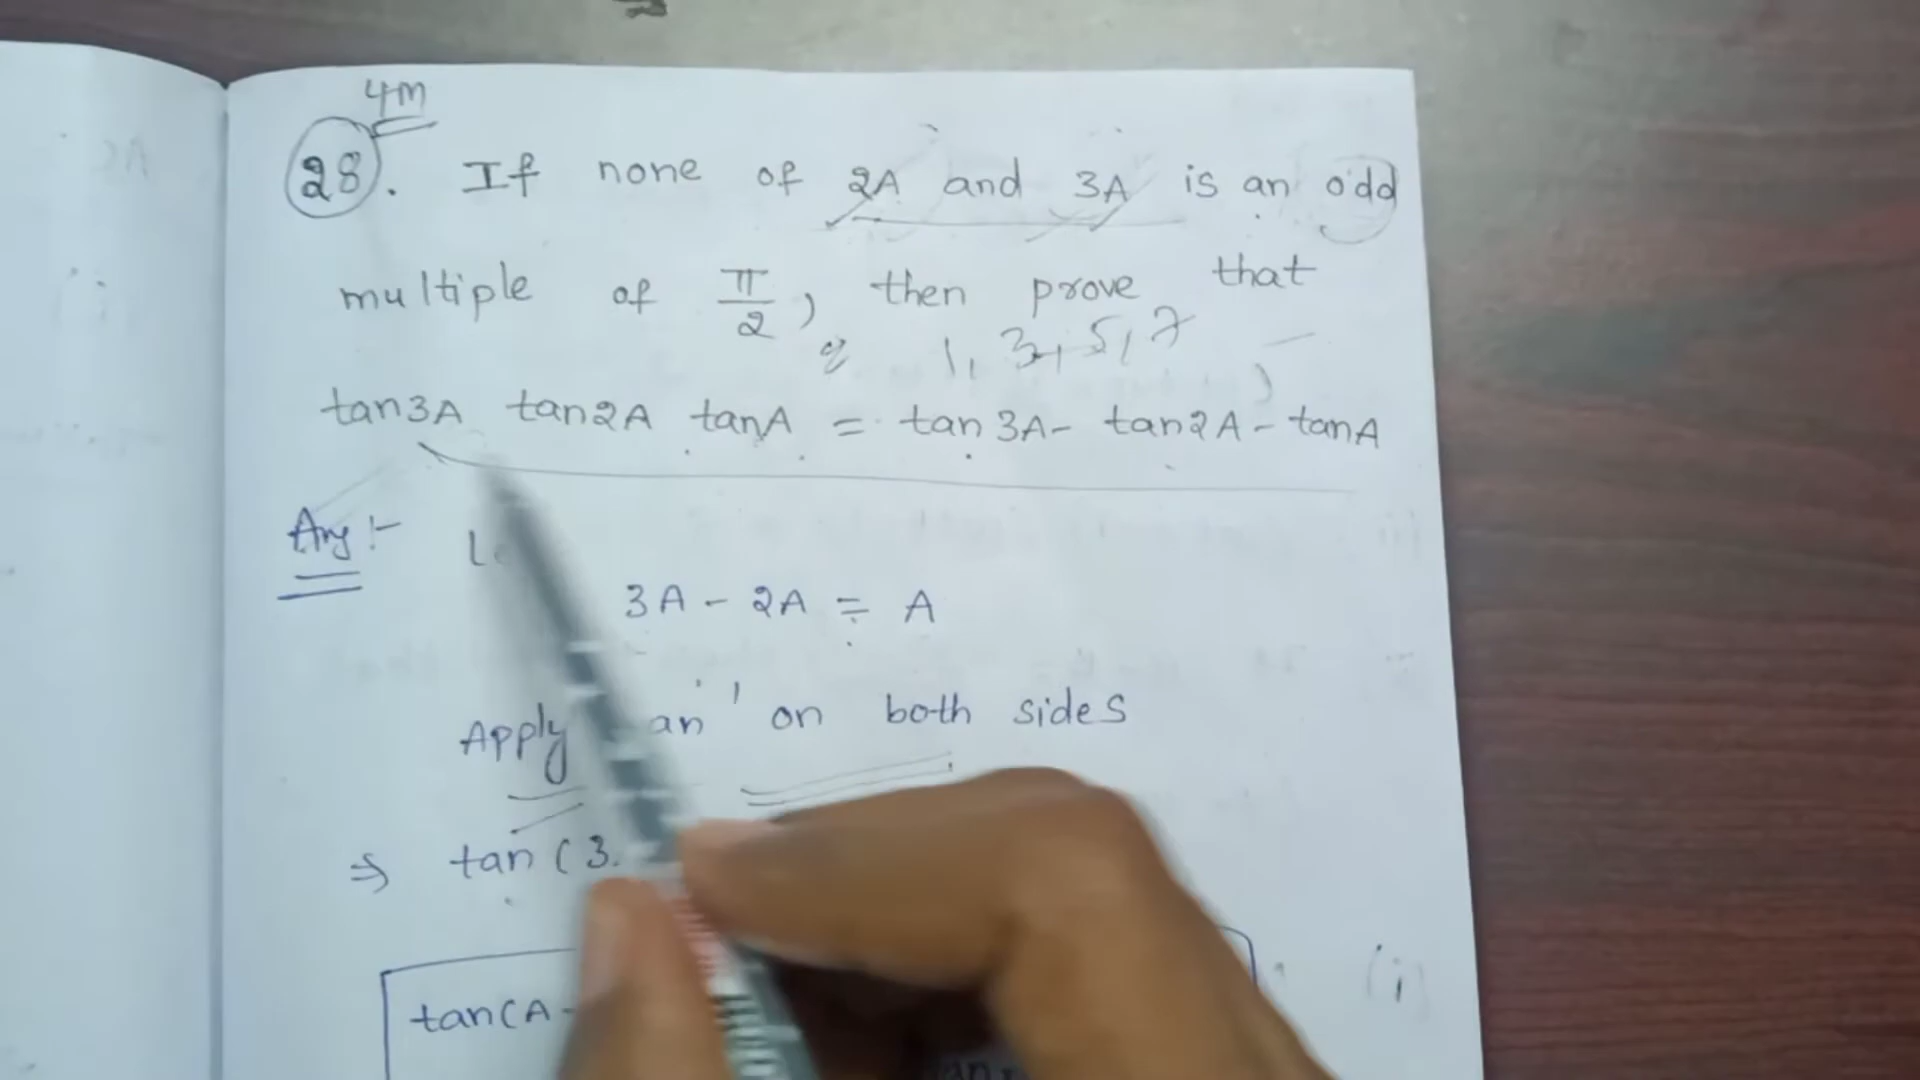 4m
28. If none of 2A and 3A is an odd
multiple of π/2, then prove that
1, 3, 5, 7
tan3A tan2A tanA = tan3A- tan2A-tanA
Ans:-
3A - 2A = A
Apply on both sides
⇒ tan (3
tan(A-
(i)